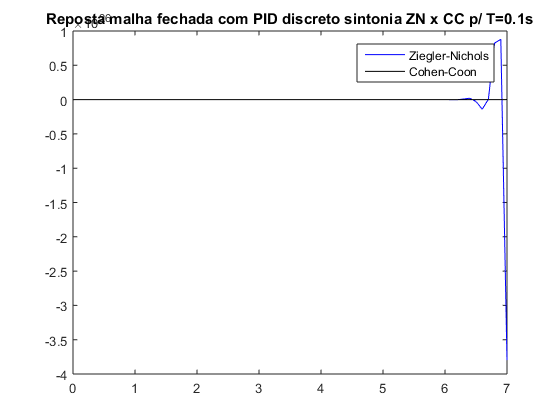 Reposta malha fechada com PID discreto sintonia ZN x CC p/ T=0.1s
1
0.5
0
-0.5
-1
-1.5
-2
-2.5
-3
-3.5
-4
Ziegler-Nichols
Cohen-Coon
0 1 2 3 4 5 6 7